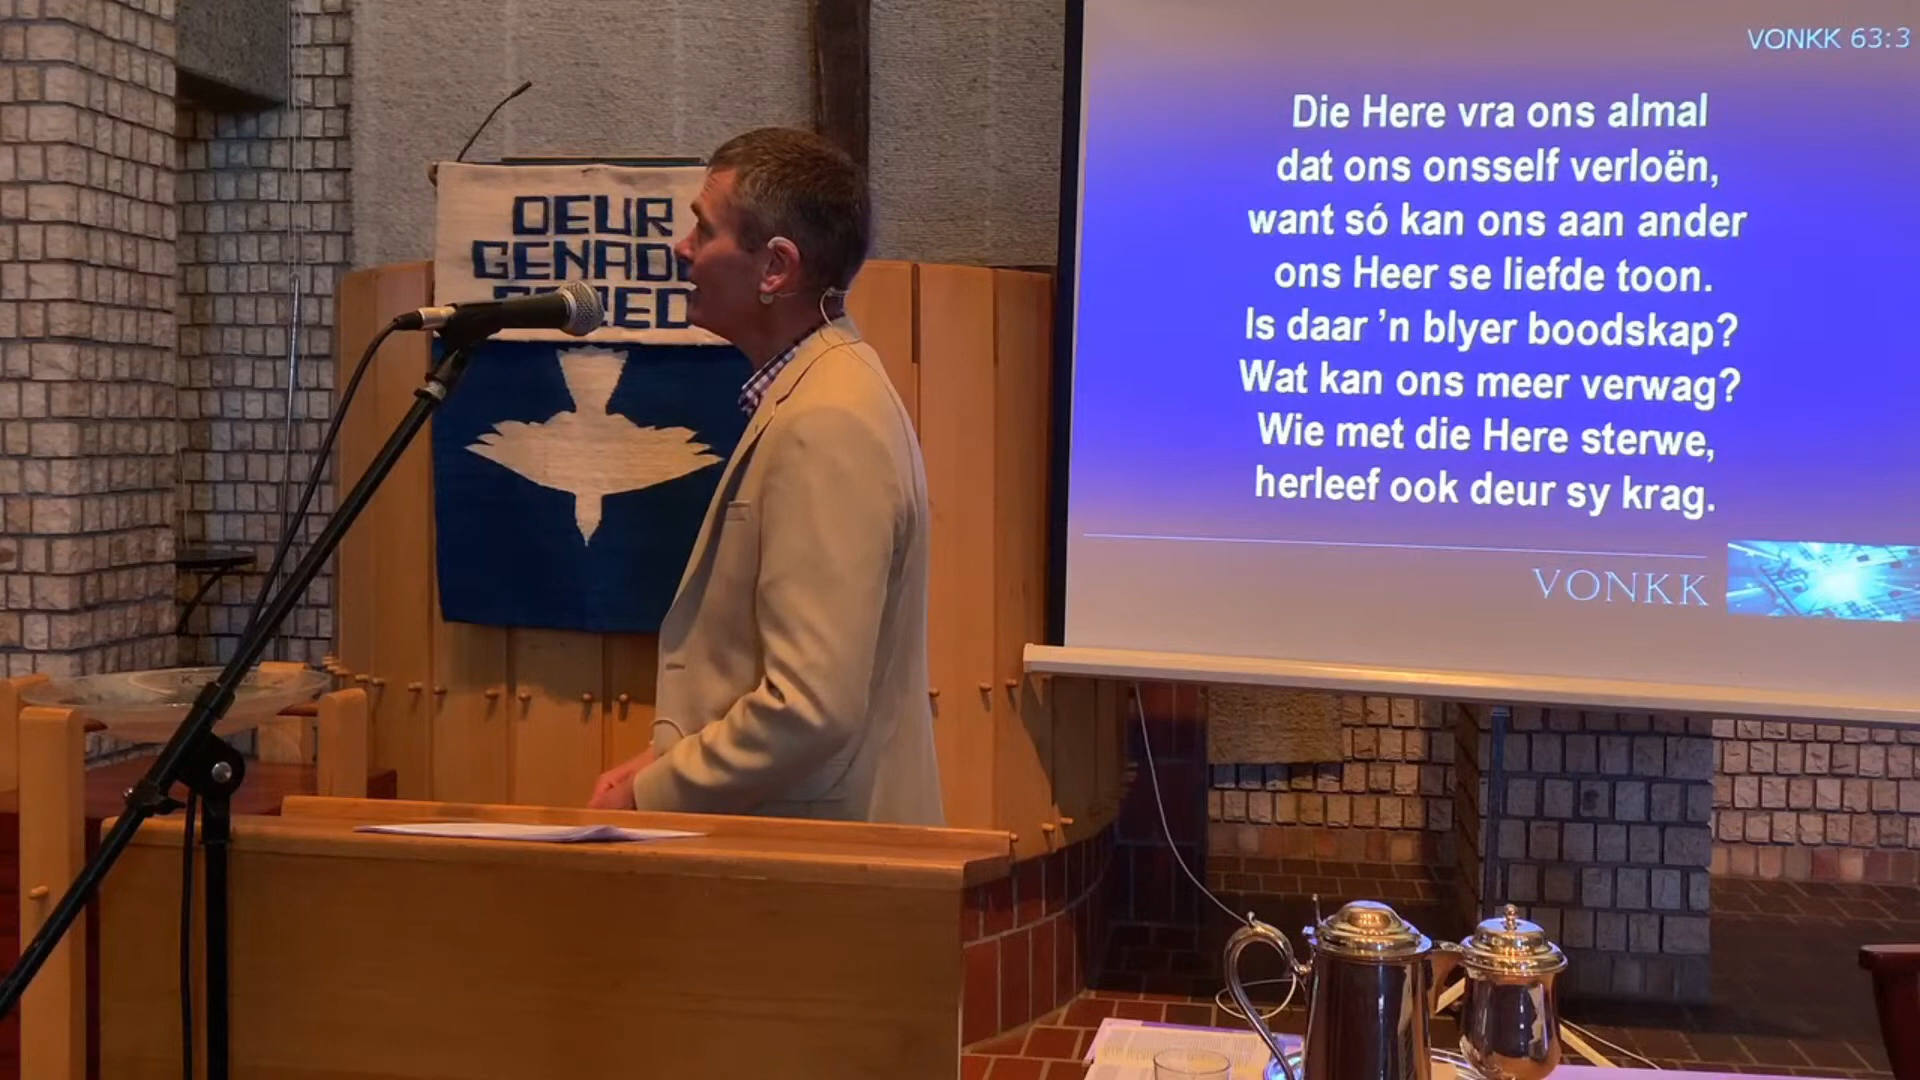 VONKK 63:3
Die Here vra ons almal
dat ons onsself verloën,
want só kan ons aan ander
ons Heer se liefde toon.
Is daar ’n blyer boodskap?
Wat kan ons meer verwag?
Wie met die Here sterwe,
herleef ook deur sy krag.
VONKK
DEUR